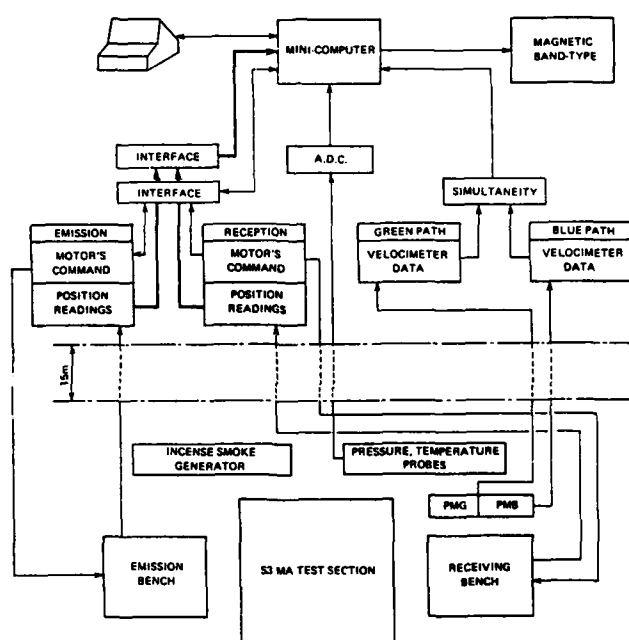 MINI-COMPUTER
MAGNETIC
BAND-TYPE
INTERFACE
A.D.C.
INTERFACE
SIMULTANEITY
EMISSION
MOTOR'S
COMMAND
POSITION
READINGS
RECEPTION
MOTOR'S
COMMAND
POSITION
READINGS
GREEN PATH
VELOCIMETER
DATA
BLUE PATH
VELOCIMETER
DATA
15m
INCENSE SMOKE
GENERATOR
PRESSURE, TEMPERATURE
PROBES
PMG
PMB
EMISSION
BENCH
S3 MA TEST SECTION
RECEIVING
BENCH